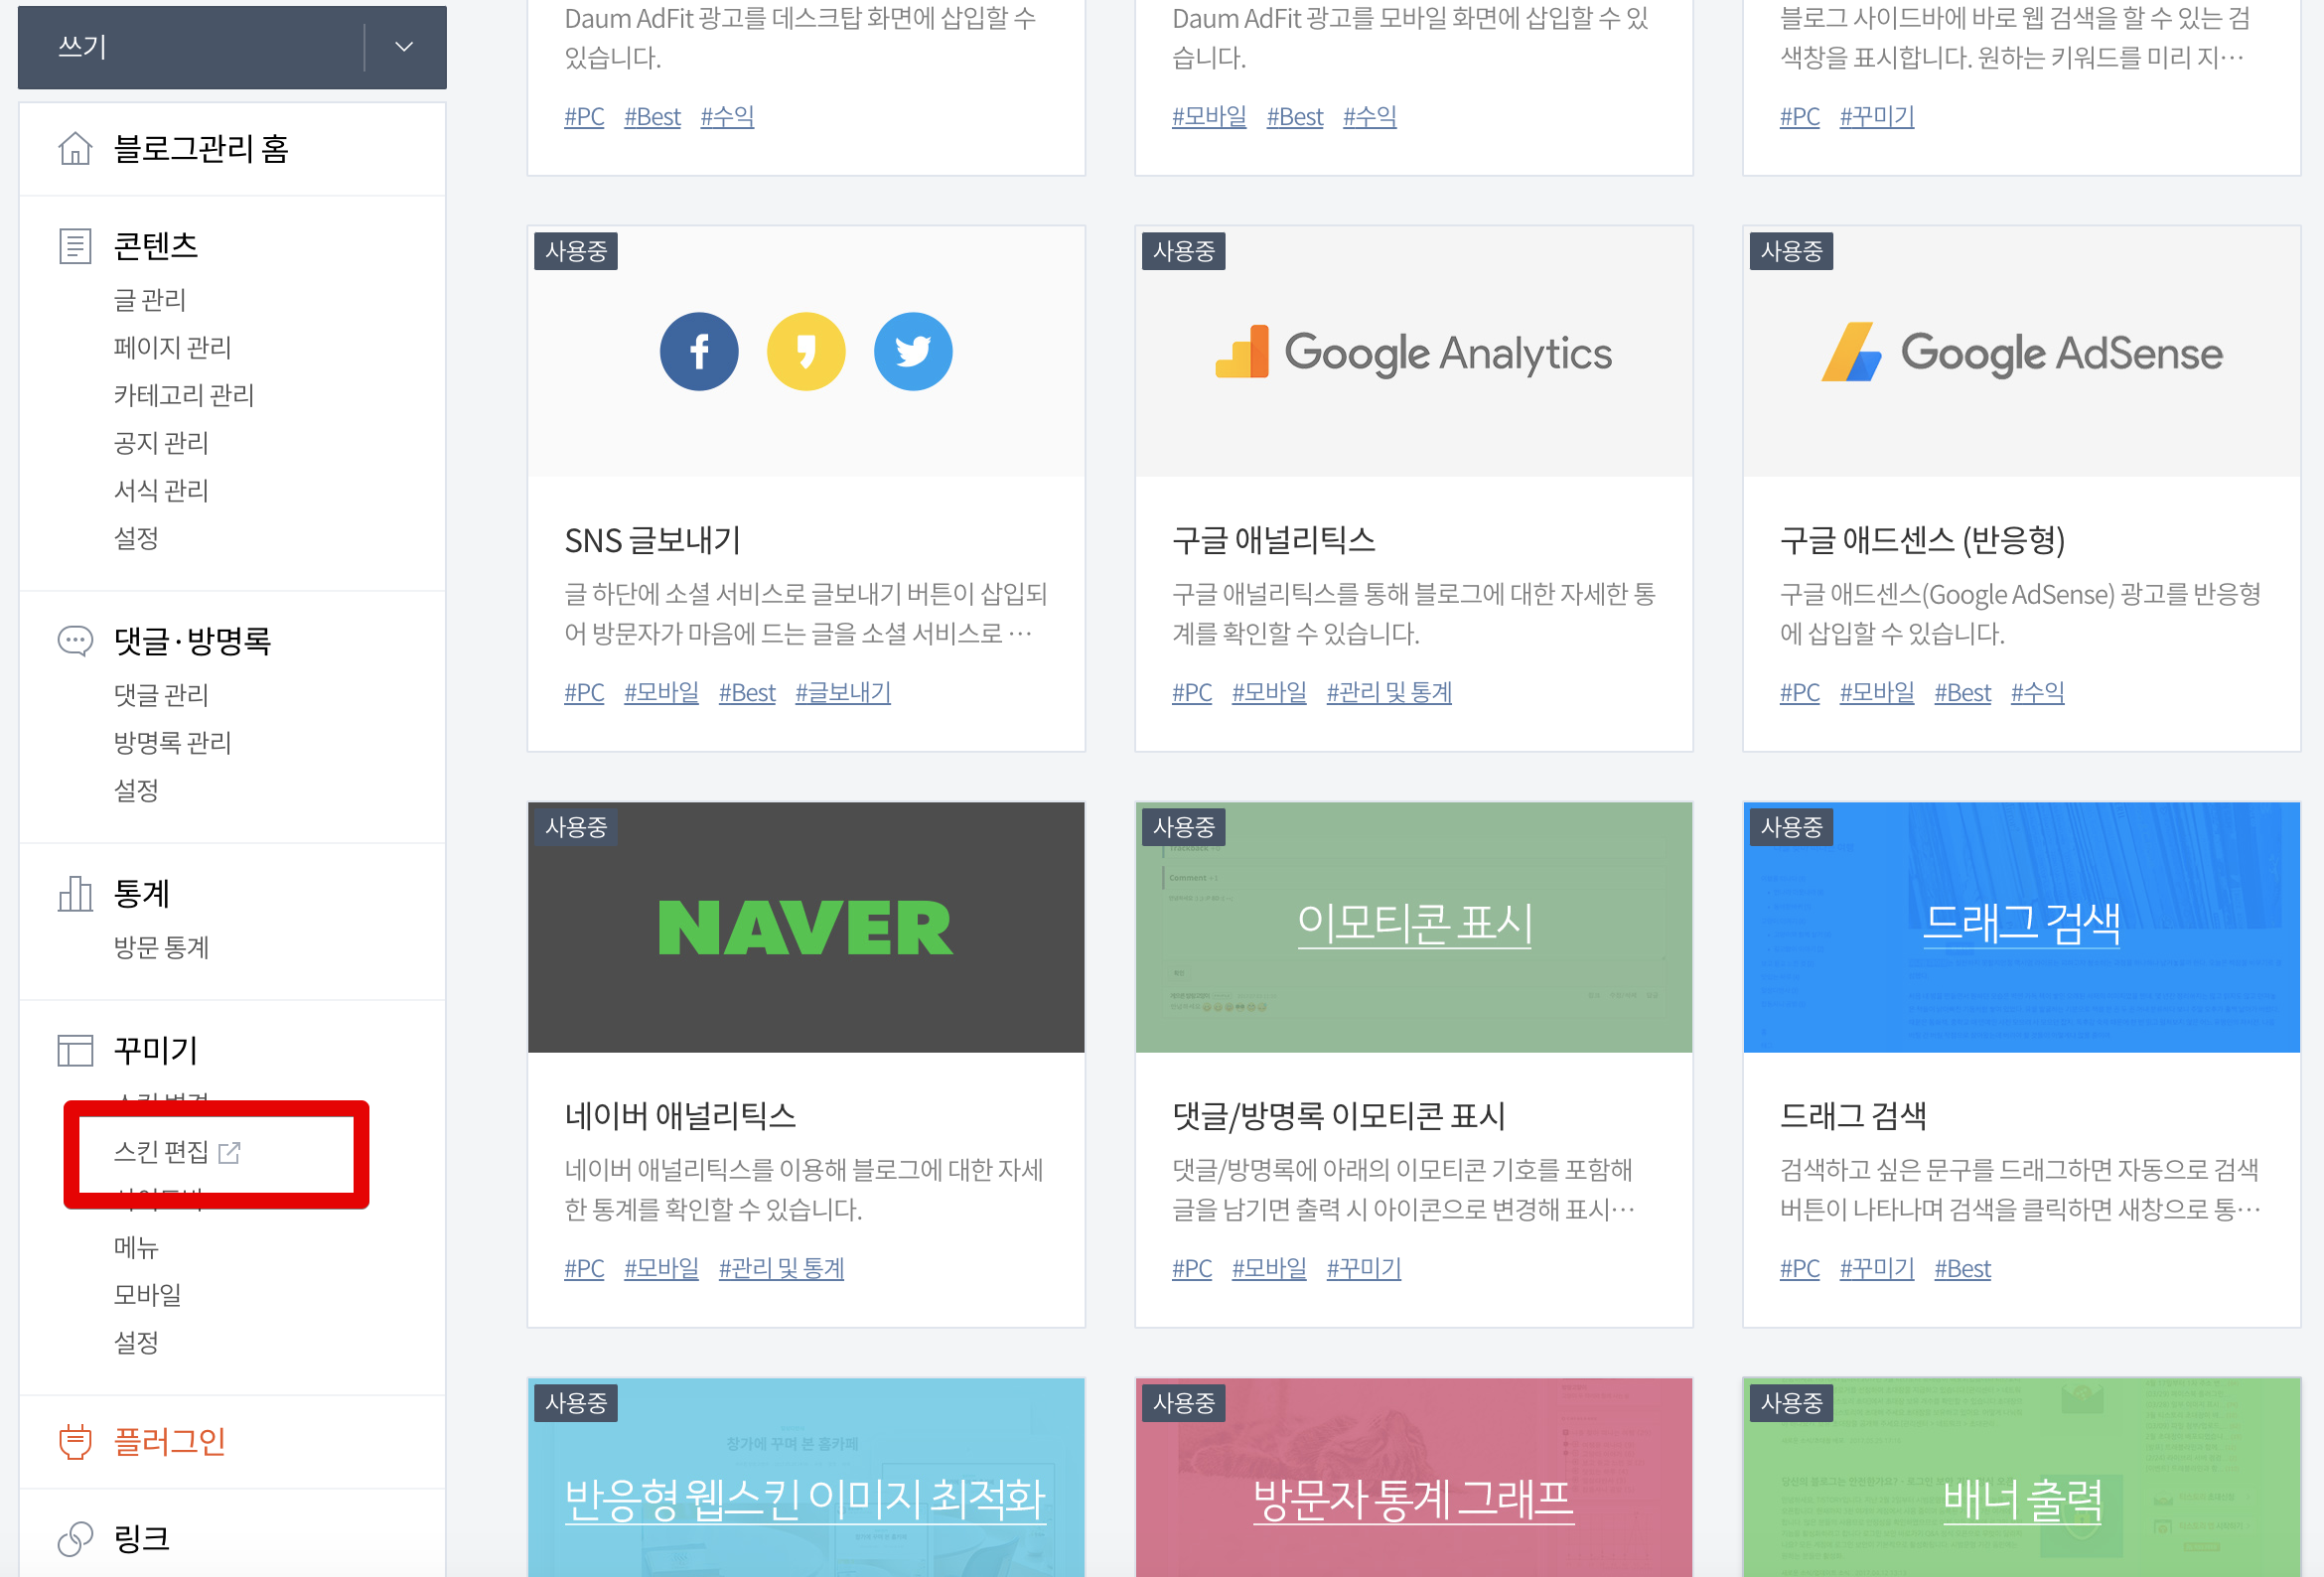 쓰기
블로그관리 홈
콘텐츠
글 관리
페이지 관리
카테고리 관리
공지 관리
서식 관리
설정
댓글·방명록
댓글 관리
방명록 관리
설정
통계
방문 통계
꾸미기
스킨 편집
메뉴
모바일
설정
플러그인
링크
Daum AdFit 광고를 데스크탑 화면에 삽입할 수
있습니다.
#PC #Best #수익
Daum AdFit 광고를 모바일 화면에 삽입할 수 있
습니다.
#모바일 #Best #수익
블로그 사이드바에 바로 웹 검색을 할 수 있는 검
색창을 표시합니다. 원하는 키워드를 미리 지…
#PC #꾸미기
사용중
SNS 글보내기
글 하단에 소셜 서비스로 글보내기 버튼이 삽입되
어 방문자가 마음에 드는 글을 소셜 서비스로 …
#PC #모바일 #Best #글보내기
사용중
Google Analytics
구글 애널리틱스
구글 애널리틱스를 통해 블로그에 대한 자세한 통
계를 확인할 수 있습니다.
#PC #모바일 #관리 및 통계
사용중
Google AdSense
구글 애드센스 (반응형)
구글 애드센스(Google AdSense) 광고를 반응형
에 삽입할 수 있습니다.
#PC #모바일 #Best #수익
사용중
NAVER
네이버 애널리틱스
네이버 애널리틱스를 이용해 블로그에 대한 자세
한 통계를 확인할 수 있습니다.
#PC #모바일 #관리 및 통계
사용중
Comment
이모티콘 표시
댓글/방명록 이모티콘 표시
댓글/방명록에 아래의 이모티콘 기호를 포함해
글을 남기면 출력 시 아이콘으로 변경해 표시…
#PC #모바일 #꾸미기
사용중
드래그 검색
드래그 검색
검색하고 싶은 문구를 드래그하면 자동으로 검색
버튼이 나타나며 검색을 클릭하면 새창으로 통…
#PC #꾸미기 #Best
사용중
창가에 꾸며 본 홈카페
반응형 웹스킨 이미지 최적화
사용중
방문자 통계 그래프
사용중
배너 출력